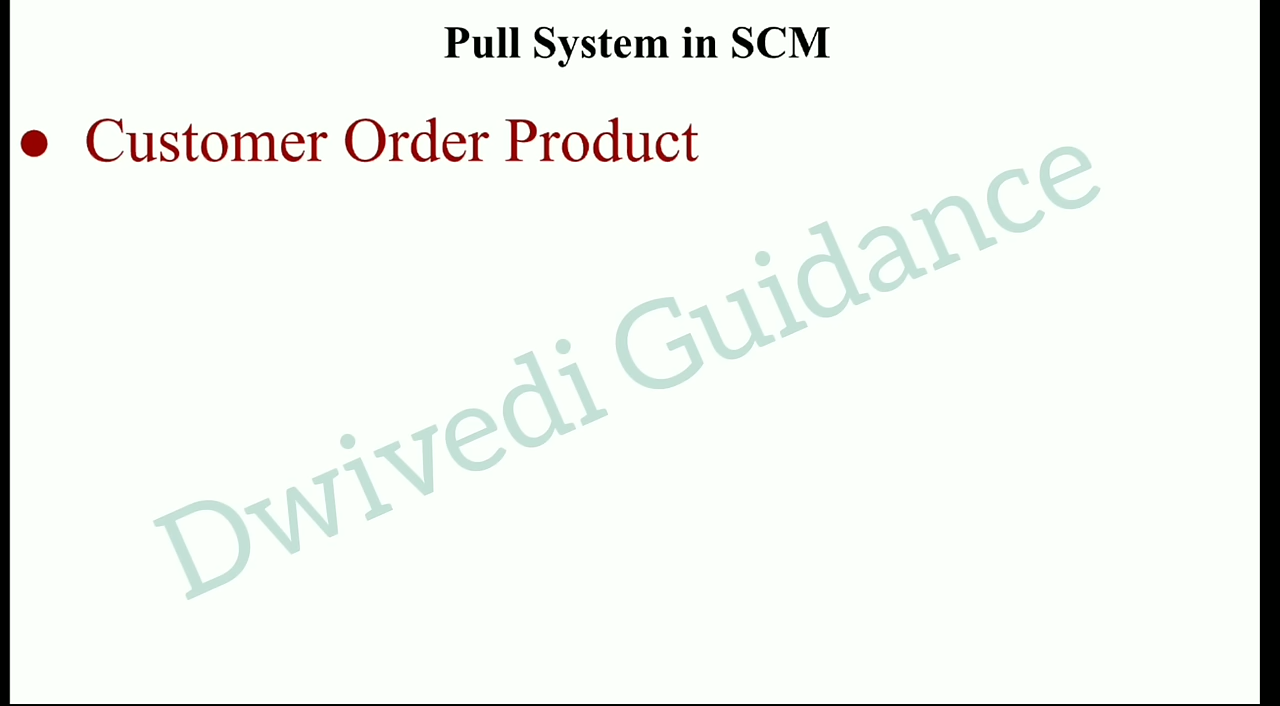 Pull System in SCM
● Customer Order Product
Dwivedi Guidance